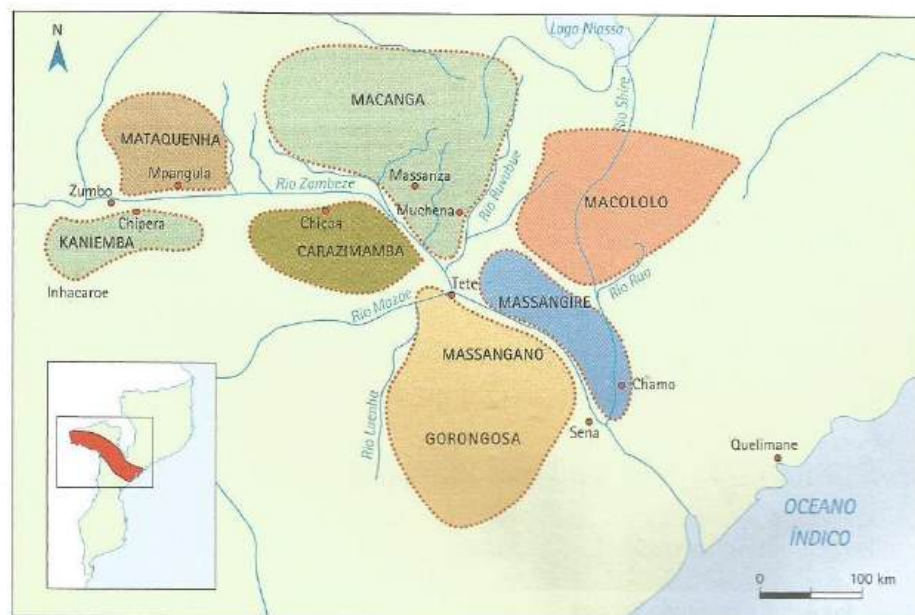 N
Lago Niassa
MACANGA
Rio Shire
MATAQUENHA
Mpangula
Massanza
Rio Zambeze
Rio Ruvubue
MACOLOLO
Zumbo
Chipera
Muchena
Chicoa
KANIEMBA
CARAZIMAMBA
Inhacaroe
Tete
MASSANGIRE
Rio Ruo
Rio Mazoe
MASSANGANO
Chamo
Rio Luenha
GORONGOSA
Sena
Quelimane
OCEANO
ÍNDICO
0 100 km